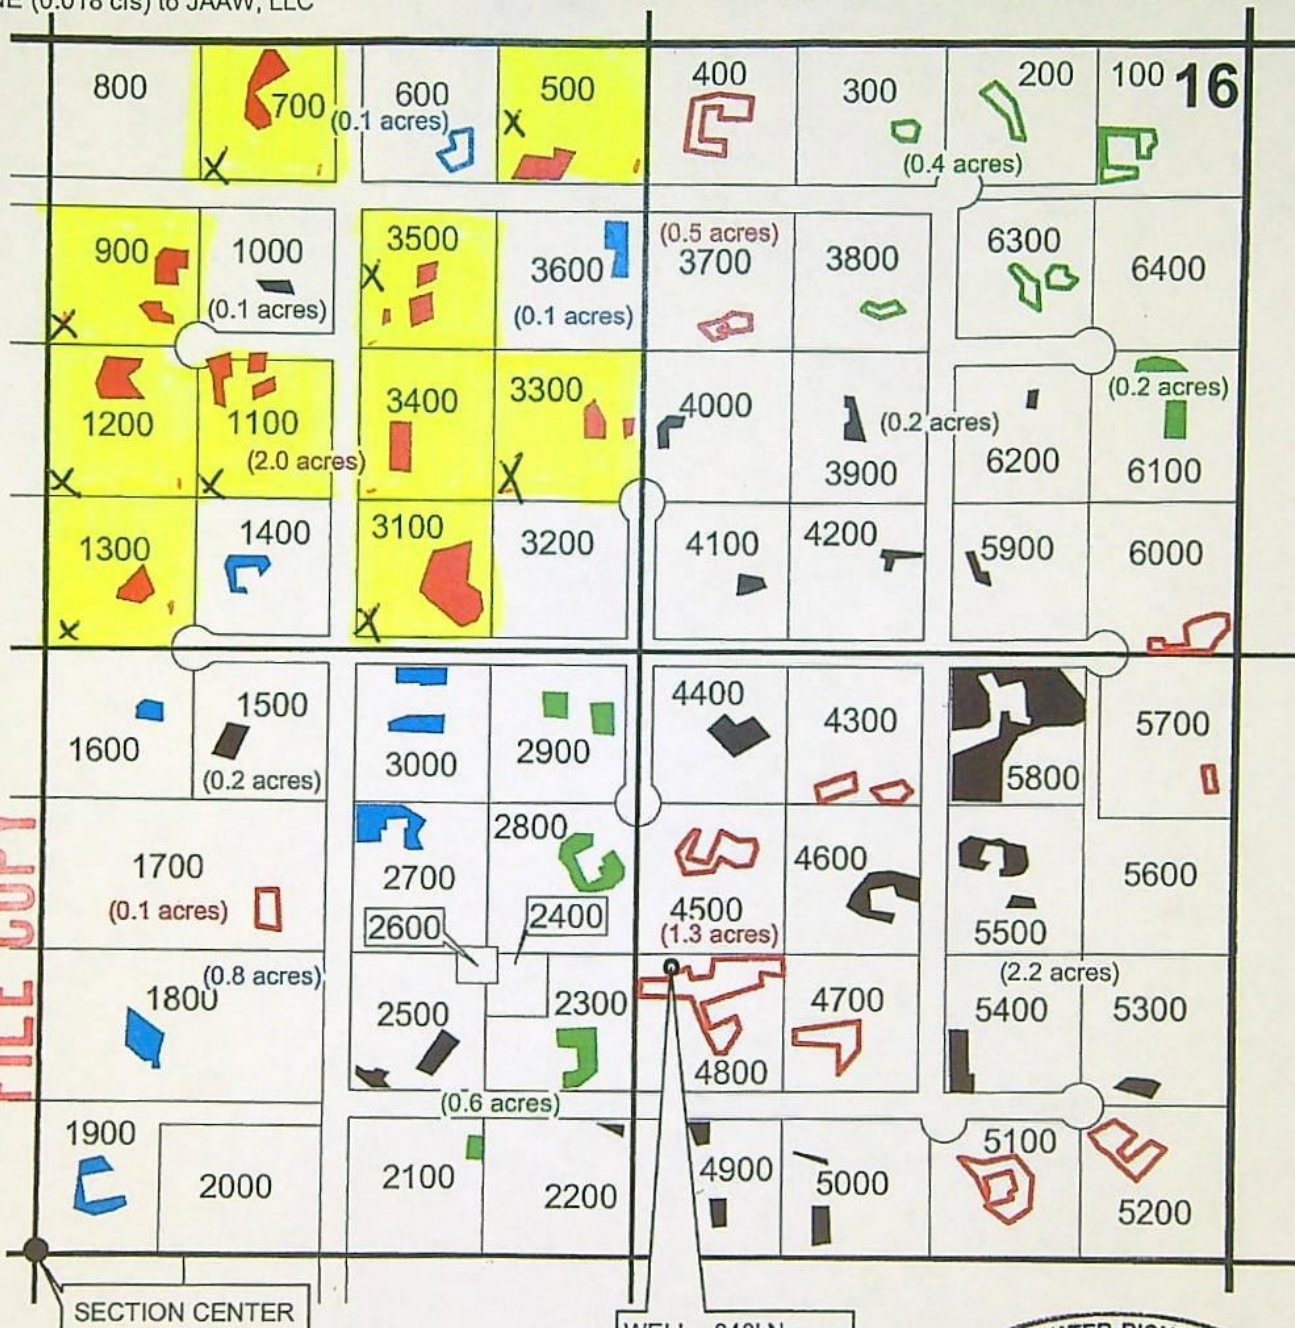 NE (0.018 cfs) to JAAW, LLC
800 700 600 500 400 300 200 100 16
(0.1 acres)
X X
(0.4 acres)
900 1000 3500 3600 (0.5 acres) 3700 3800 6300 6400
X (0.1 acres) X (0.1 acres)
1200 1100 3400 3300 4000 3900 6200 6100
(0.2 acres) (0.2 acres)
X X (2.0 acres) X
1300 1400 3100 3200 4100 4200 5900 6000
X X
1600 1500 3000 2900 4400 4300 5800 5700
(0.2 acres)
1700 2700 2800 4500 4600 5500 5600
(0.1 acres) 2600 2400 (1.3 acres)
FILE COPY
(0.8 acres) (2.2 acres)
1800 2500 2300 4800 4700 5400 5300
(0.6 acres)
1900 2000 2100 2200 4900 5000 5100 5200
SECTION CENTER